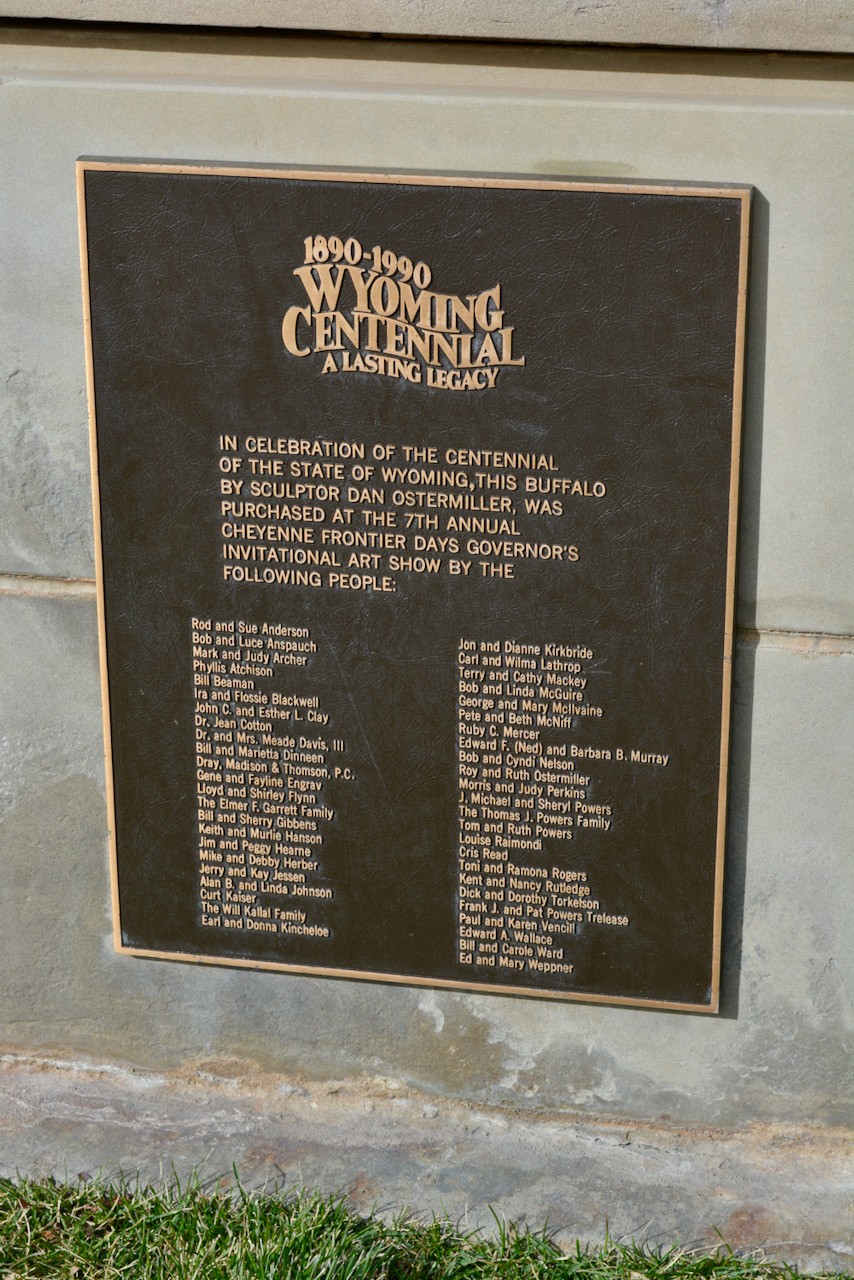 1890-1990
WYOMING
CENTENNIAL
A LASTING LEGACY
IN CELEBRATION OF THE CENTENNIAL
OF THE STATE OF WYOMING, THIS BUFFALO
BY SCULPTOR DAN OSTERMILLER, WAS
PURCHASED AT THE 7TH ANNUAL
CHEYENNE FRONTIER DAYS GOVERNOR'S
INVITATIONAL ART SHOW BY THE
FOLLOWING PEOPLE:
Rod and Sue Anderson
Bob and Luce Anspauch
Mark and Judy Archer
Phyllis Atchison
Bill Beaman
Ira and Flossie Blackwell
John C. and Esther L. Clay
Dr. Jean Cotton
Dr. and Mrs. Meade Davis, III
Bill and Marietta Dinneen
Dray, Madison & Thomson, P.C.
Gene and Fayline Engrav
Lloyd and Shirley Flynn
The Elmer F. Garrett Family
Bill and Sherry Gibbens
Keith and Murlie Hanson
Jim and Peggy Hearne
Mike and Debby Herber
Jerry and Kay Jessen
Alan B. and Linda Johnson
Curt Kaiser
The Will Kallal Family
Earl and Donna Kincheloe
Jon and Dianne Kirkbride
Carl and Wilma Lathrop
Terry and Cathy Mackey
Bob and Linda McGuire
George and Mary McIlvaine
Pete and Beth McNiff
Ruby C. Mercer
Edward F. (Ned) and Barbara B. Murray
Bob and Cyndi Nelson
Roy and Ruth Ostermiller
Morris and Judy Perkins
J. Michael and Sheryl Powers
The Thomas J. Powers Family
Tom and Ruth Powers
Louise Raimondi
Cris Read
Toni and Ramona Rogers
Kent and Nancy Rutledge
Dick and Dorothy Torkelson
Frank J. and Pat Powers Trelease
Paul and Karen Vencill
Edward A. Wallace
Bill and Carole Ward
Ed and Mary Weppner